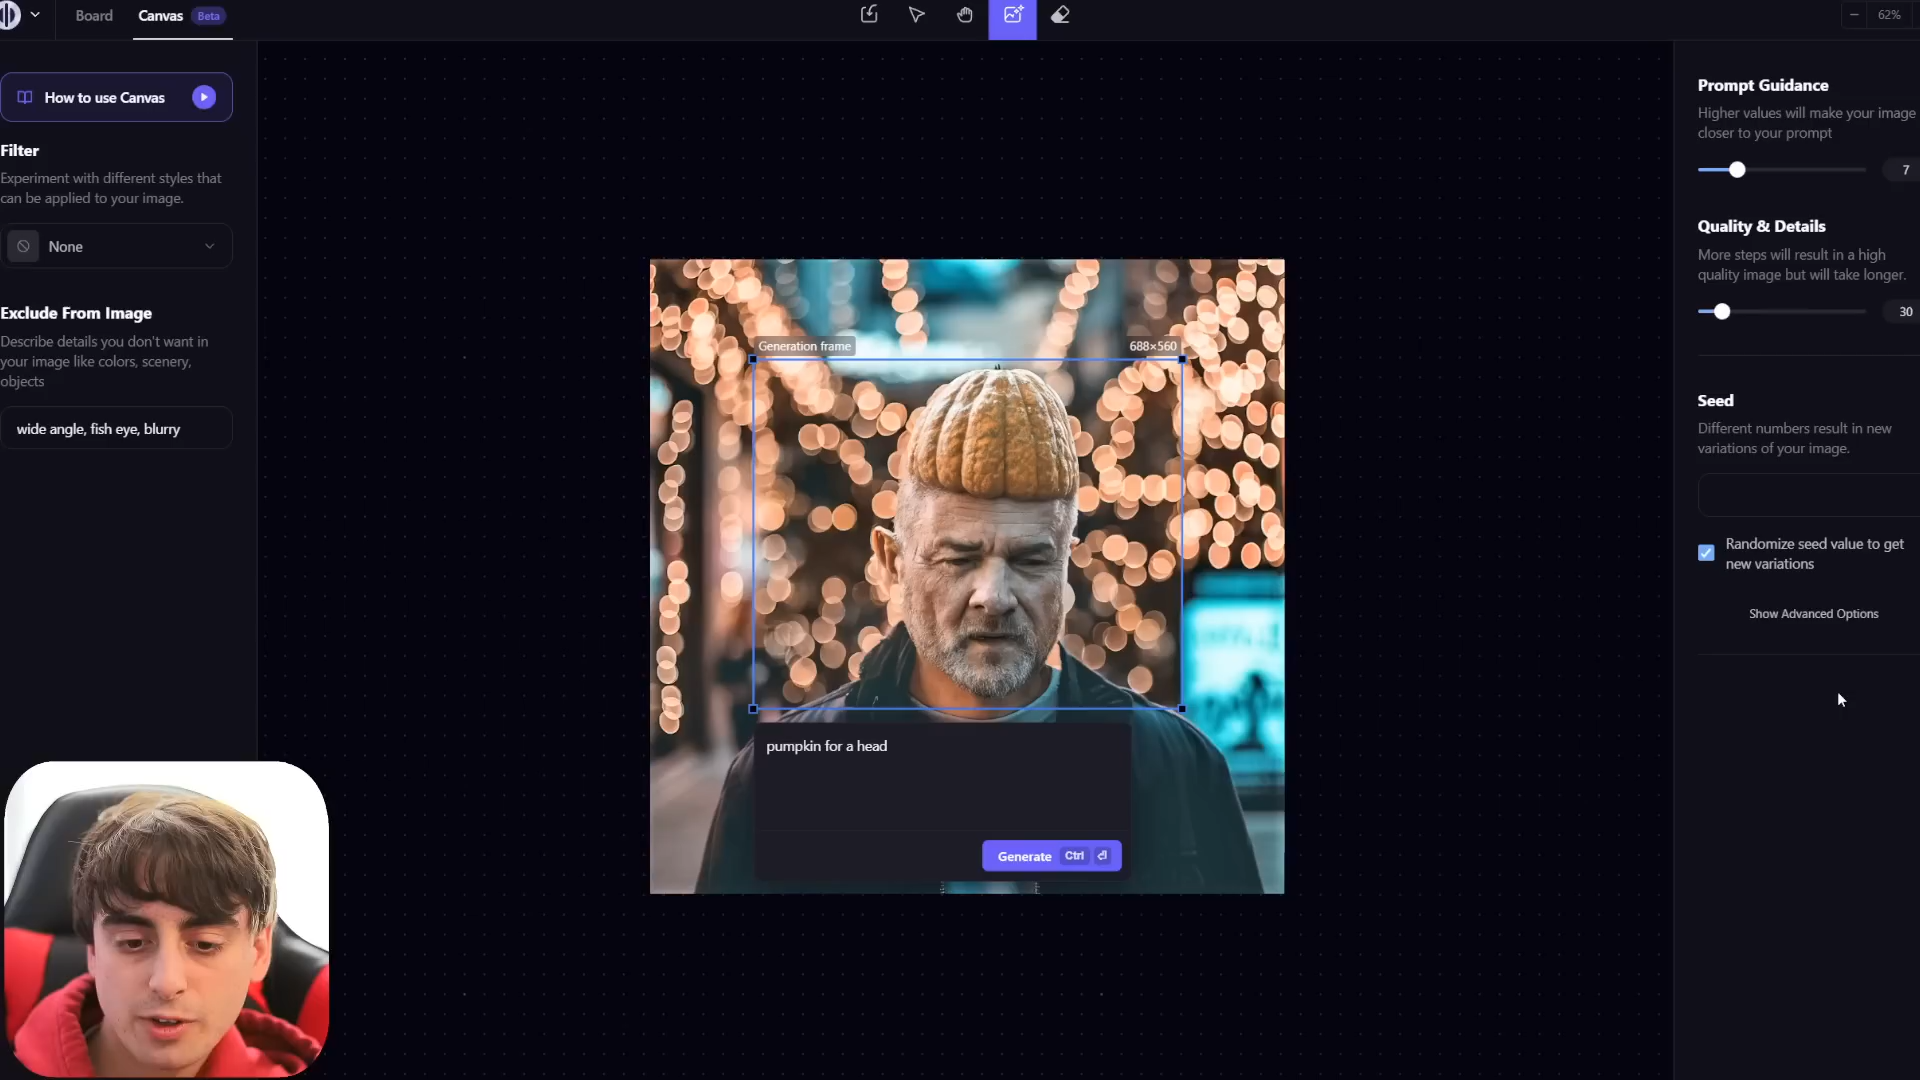 Board
Canvas Beta
62%
How to use Canvas
Filter
Experiment with different styles that
can be applied to your image.
None
Exclude From Image
Describe details you don't want in
your image like colors, scenery,
objects
wide angle, fish eye, blurry
Generation frame
688×560
pumpkin for a head
Generate Ctrl
Prompt Guidance
Higher values will make your image
closer to your prompt
7
Quality & Details
More steps will result in a high
quality image but will take longer.
30
Seed
Different numbers result in new
variations of your image.
Randomize seed value to get
new variations
Show Advanced Options